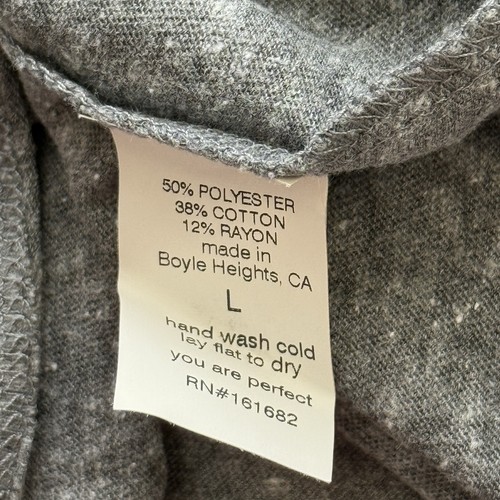 50% POLYESTER
38% COTTON
12% RAYON
made in
Boyle Heights, CA
L
hand wash cold
lay flat to dry
you are perfect
RN#161682